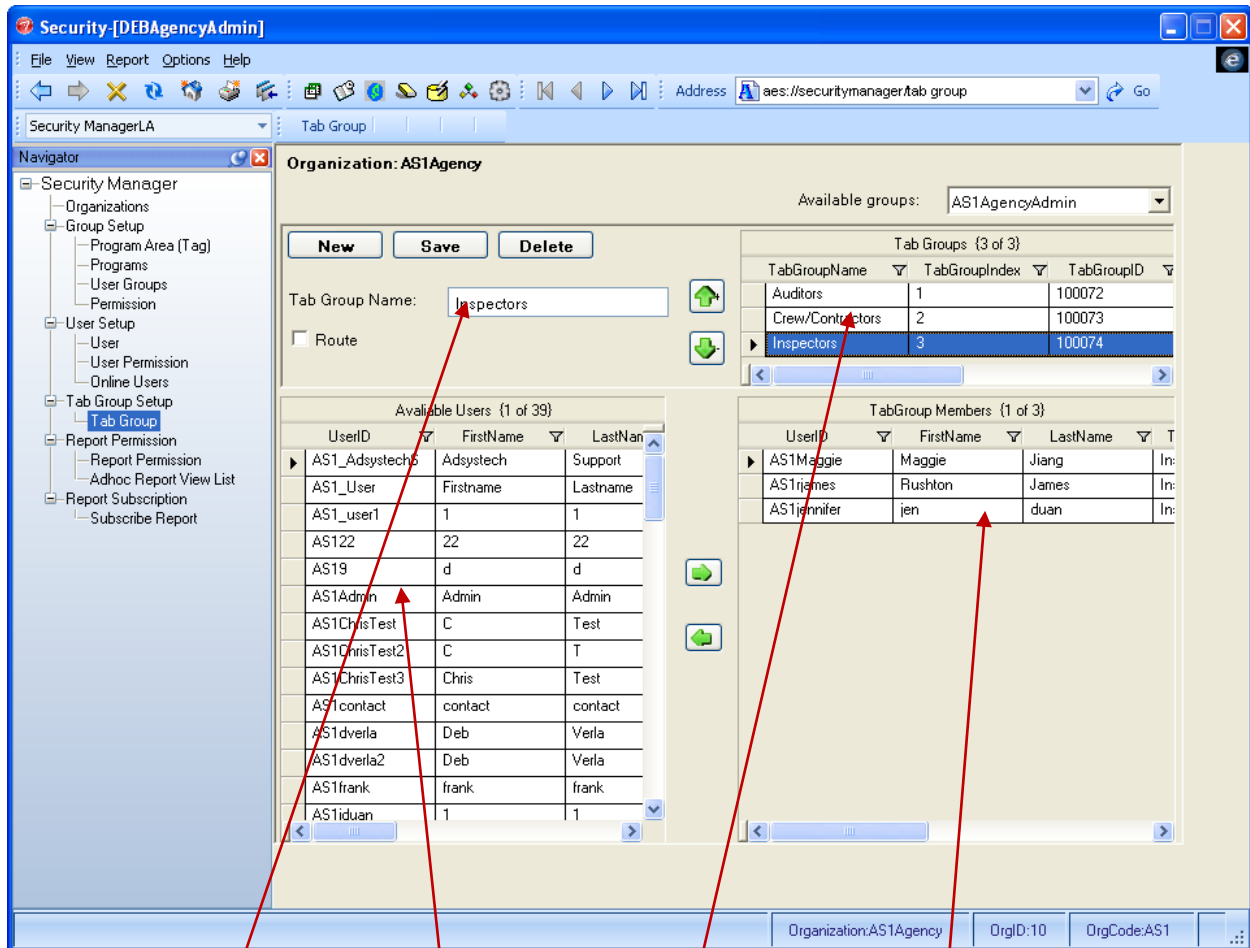 Security-[DEBAgencyAdmin]
File View Report Options Help
Address aes://securitymanager/tab group Go
Security ManagerLA Tab Group
Navigator
Security Manager
Organizations
Group Setup
Program Area (Tag)
Programs
User Groups
Permission
User Setup
User
User Permission
Online Users
Tab Group Setup
Tab Group
Report Permission
Report Permission
Adhoc Report View List
Report Subscription
Subscribe Report
Organization: AS1Agency
Available groups: AS1AgencyAdmin
New Save Delete
Tab Group Name: Inspectors
Route
Tab Groups {3 of 3}
TabGroupName TabGroupIndex TabGroupID
Auditors 1 100072
Crew/Contractors 2 100073
Inspectors 3 100074
Avaliable Users {1 of 39}
UserID FirstName LastNan
AS1_Adsystech Adsystech Support
AS1_User Firstname Lastname
AS1_user1 1 1
AS122 22 22
AS19 d d
AS1Admin Admin Admin
AS1ChrisTest C Test
AS1ChrisTest2 C T
AS1ChrisTest3 Chris Test
AS1contact contact contact
AS1dverla Deb Verla
AS1dverla2 Deb Verla
AS1frank frank frank
AS1iduan 1 1
TabGroup Members {1 of 3}
UserID FirstName LastName T
AS1Maggie Maggie Jiang In
AS1rjames Rushton James In
AS1jennifer jen duan In
Organization:AS1Agency OrgID:10 OrgCode:AS1